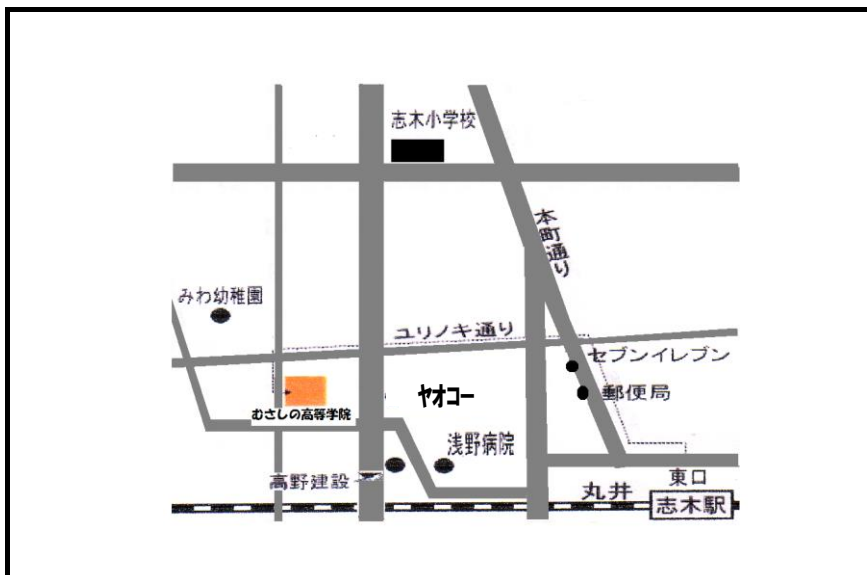 志木小学校
本町通り
みわ幼稚園
ユリノキ通り
セブンイレブン
ヤオコー
郵便局
むさしの高等学院
浅野病院
高野建設
東口
丸井
志木駅